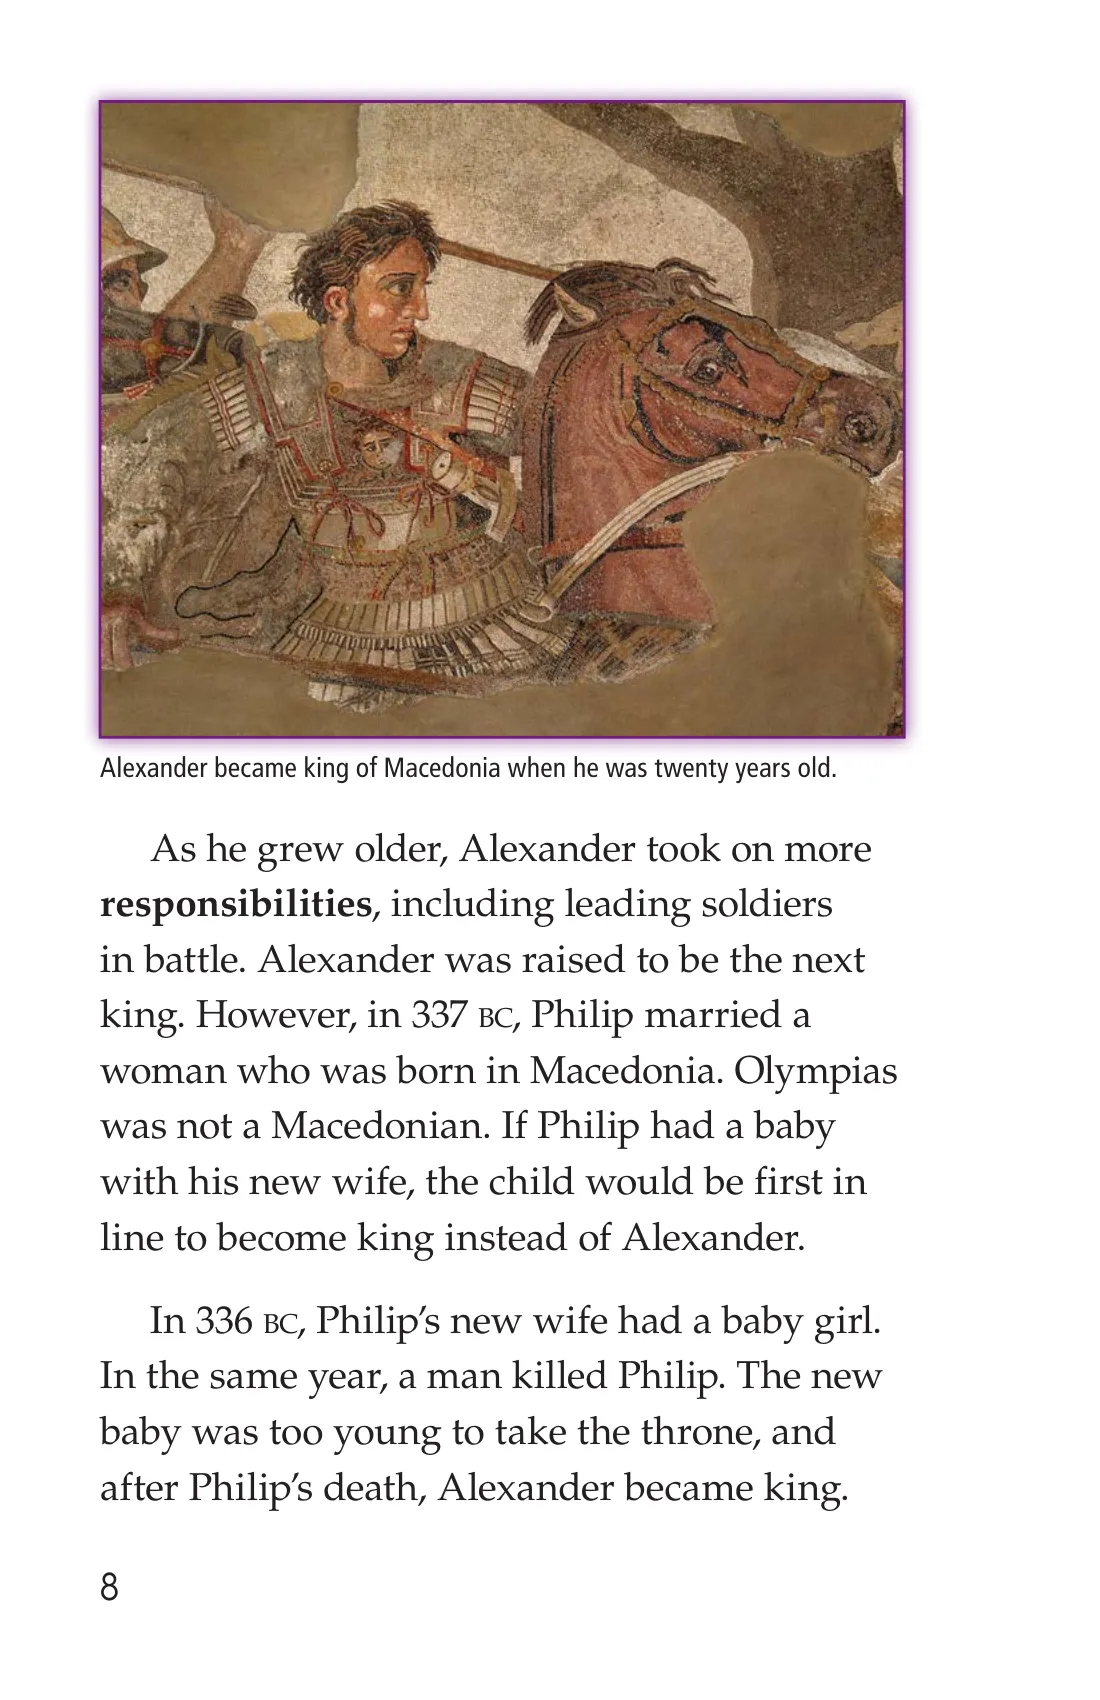 Alexander became king of Macedonia when he was twenty years old.
As he grew older, Alexander took on more
responsibilities, including leading soldiers
in battle. Alexander was raised to be the next
king. However, in 337 BC, Philip married a
woman who was born in Macedonia. Olympias
was not a Macedonian. If Philip had a baby
with his new wife, the child would be first in
line to become king instead of Alexander.
In 336 BC, Philip’s new wife had a baby girl.
In the same year, a man killed Philip. The new
baby was too young to take the throne, and
after Philip’s death, Alexander became king.
8